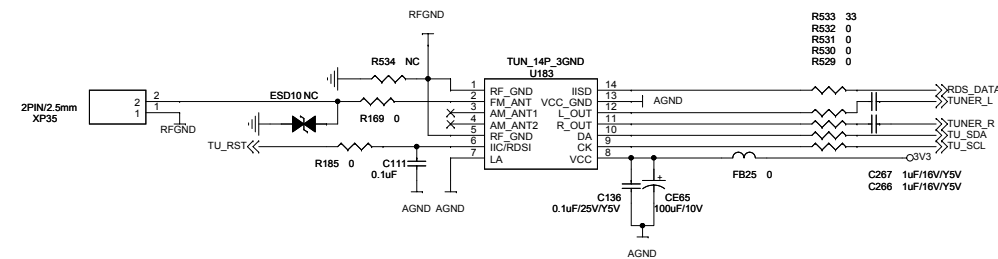 RFGND
R533 33
R532 0
R531 0
R530 0
R529 0
R534 NC
TUN_14P_3GND
U183
2PIN/2.5mm
XP35
2
1
2
1
RFGND
ESD10 NC
R169 0
TU_RST
R185 0
C111
0.1uF
AGND
AGND
1
2
3
4
5
6
7
RF_GND
FM_ANT
AM_ANT1
AM_ANT2
RF_GND
IIC/RDSI
LA
IISD
VCC_GND
L_OUT
R_OUT
DA
CK
VCC
14
13
12
11
10
9
8
AGND
RDS_DATA
TUNER_L
TUNER_R
TU_SDA
TU_SCL
3V3
FB25 0
C267 1uF/16V/Y5V
C266 1uF/16V/Y5V
C136
0.1uF/25V/Y5V
+
CE65
100uF/10V
AGND